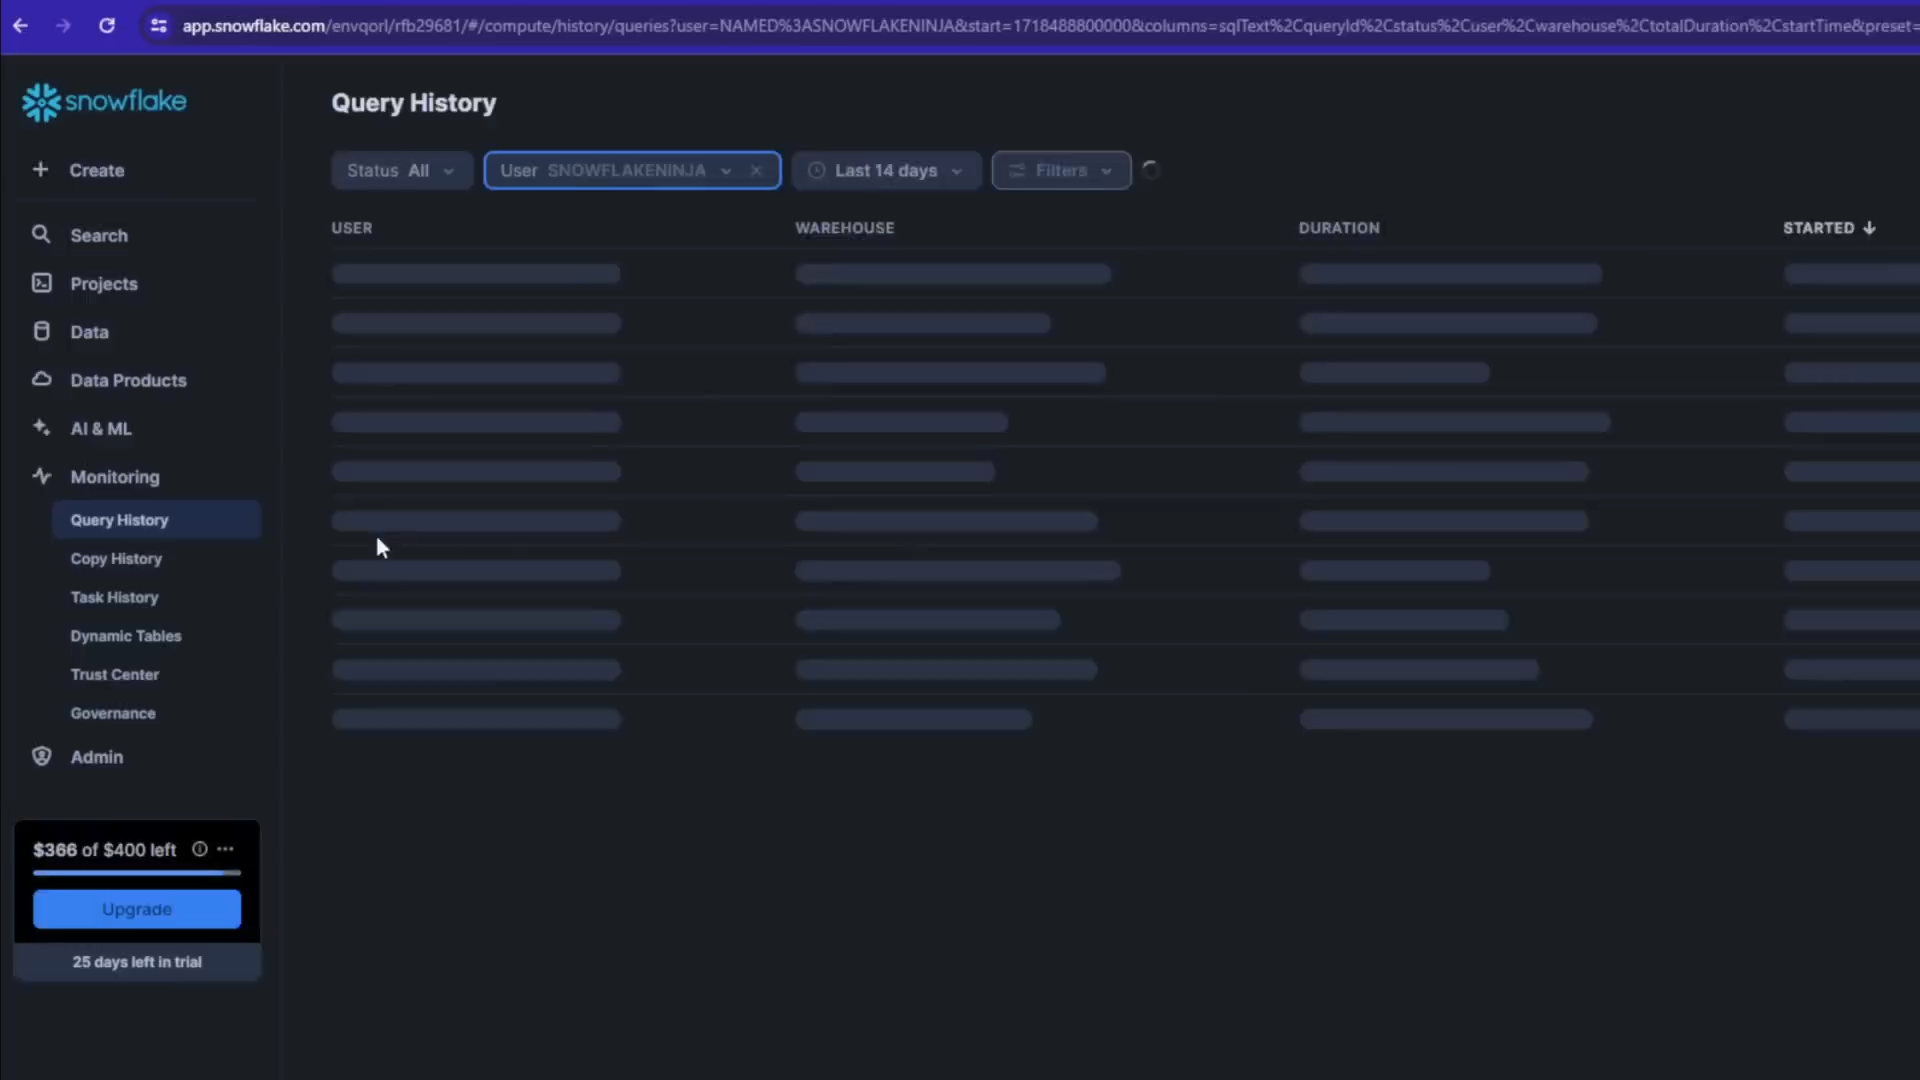 app.snowflake.com/envqorl/rfb29681/#/compute/history/queries?user=NAMED%3ASNOWFLAKENINJA&start=1718488800000&columns=sqlText%2CqueryId%2Cstatus%2Cuser%2Cwarehouse%2CtotalDuration%2CstartTime&preset=
snowflake
Query History
Create
Status All
User SNOWFLAKENINJA
Last 14 days
Filters
USER
WAREHOUSE
DURATION
STARTED
Search
Projects
Data
Data Products
AI & ML
Monitoring
Query History
Copy History
Task History
Dynamic Tables
Trust Center
Governance
Admin
$366 of $400 left
Upgrade
25 days left in trial